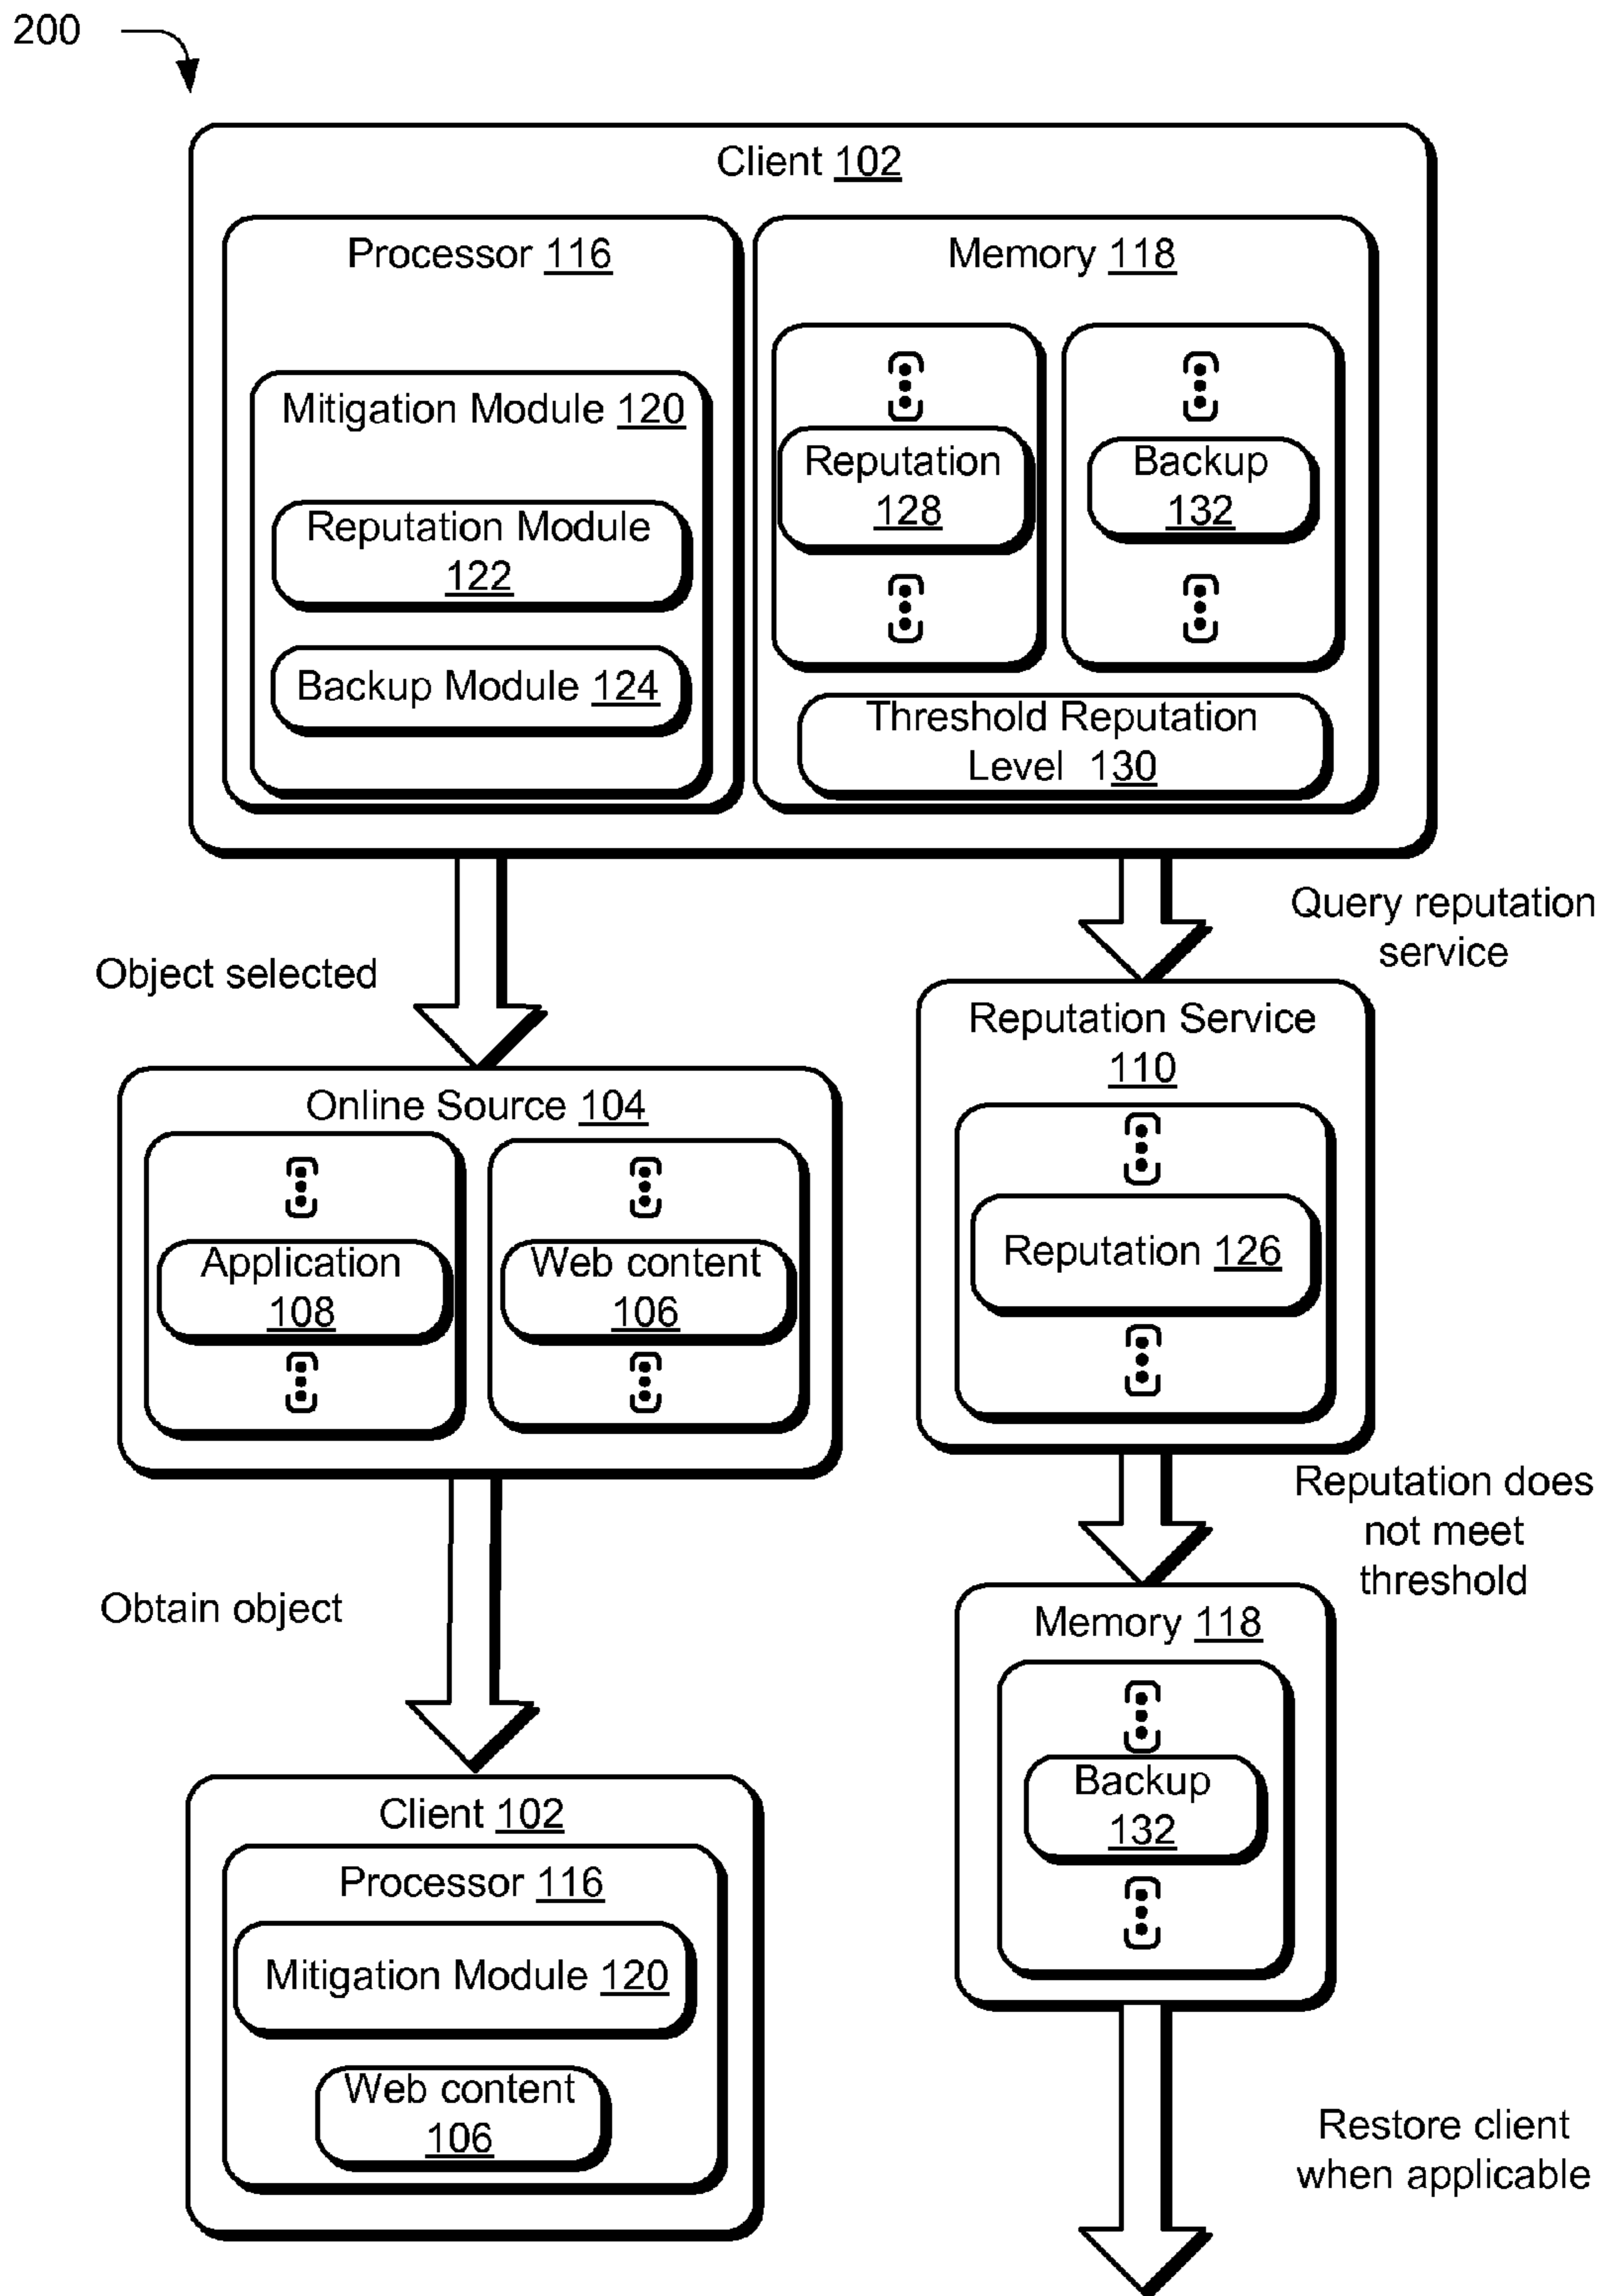 200
Client 102
Processor 116
Memory 118
Mitigation Module 120
Reputation Module
122
Backup Module 124
Reputation
128
Backup
132
Threshold Reputation
Level 130
Object selected
Query reputation
service
Online Source 104
Application
108
Web content
106
Reputation Service
110
Reputation 126
Obtain object
Reputation does
not meet
threshold
Client 102
Processor 116
Mitigation Module 120
Web content
106
Memory 118
Backup
132
Restore client
when applicable